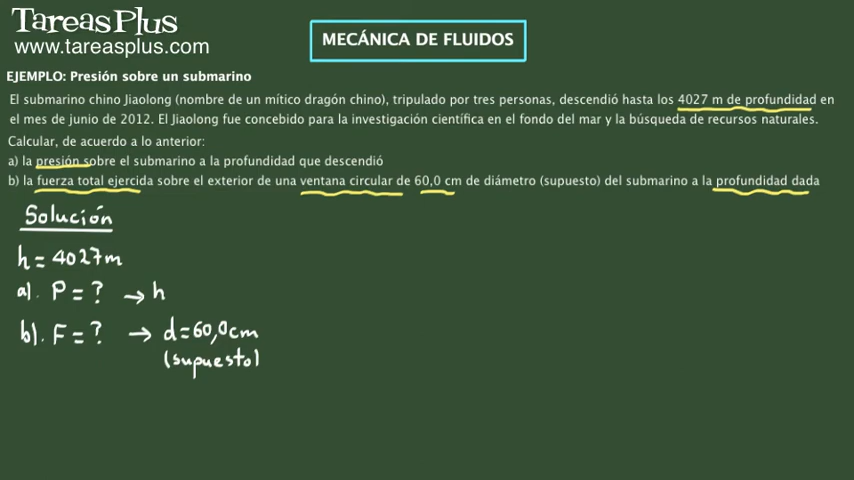 TareasPlus
www.tareasplus.com
MECÁNICA DE FLUIDOS
EJEMPLO: Presión sobre un submarino
El submarino chino Jiaolong (nombre de un mítico dragón chino), tripulado por tres personas, descendió hasta los 4027 m de profundidad en
el mes de junio de 2012. El Jiaolong fue concebido para la investigación científica en el fondo del mar y la búsqueda de recursos naturales.
Calcular, de acuerdo a lo anterior:
a) la presión sobre el submarino a la profundidad que descendió
b) la fuerza total ejercida sobre el exterior de una ventana circular de 60,0 cm de diámetro (supuesto) del submarino a la profundidad dada
Solución
h = 4027m
a). P = ? → h
b). F = ? → d = 60,0cm
(supuesto)